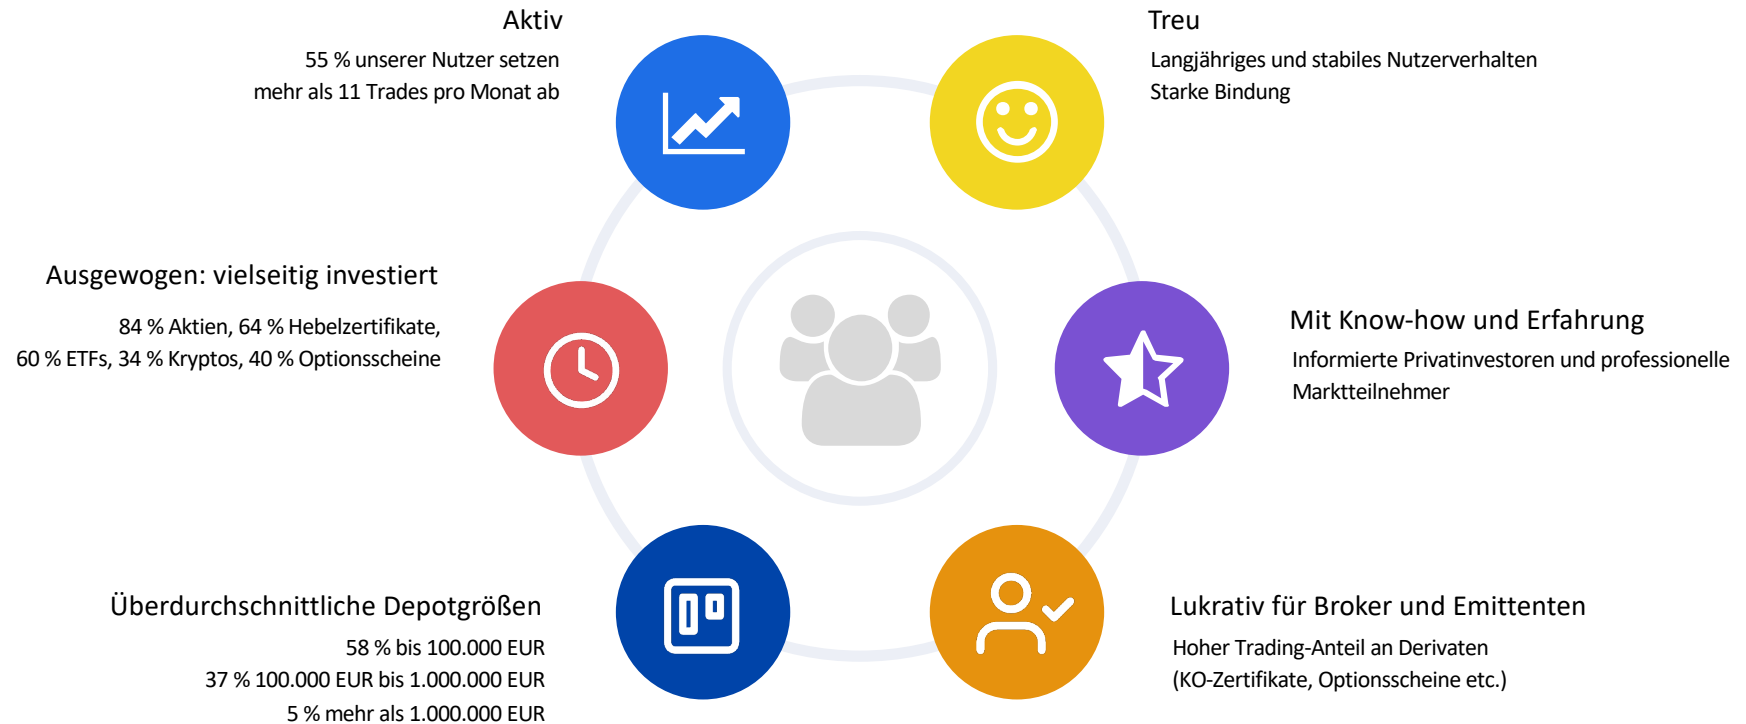 Aktiv
55 % unserer Nutzer setzen
mehr als 11 Trades pro Monat ab
Treu
Langjähriges und stabiles Nutzerverhalten
Starke Bindung
Ausgewogen: vielseitig investiert
84 % Aktien, 64 % Hebelzertifikate,
60 % ETFs, 34 % Kryptos, 40 % Optionsscheine
Mit Know-how und Erfahrung
Informierte Privatinvestoren und professionelle
Marktteilnehmer
Überdurchschnittliche Depotgrößen
58 % bis 100.000 EUR
37 % 100.000 EUR bis 1.000.000 EUR
5 % mehr als 1.000.000 EUR
Lukrativ für Broker und Emittenten
Hoher Trading-Anteil an Derivaten
(KO-Zertifikate, Optionsscheine etc.)